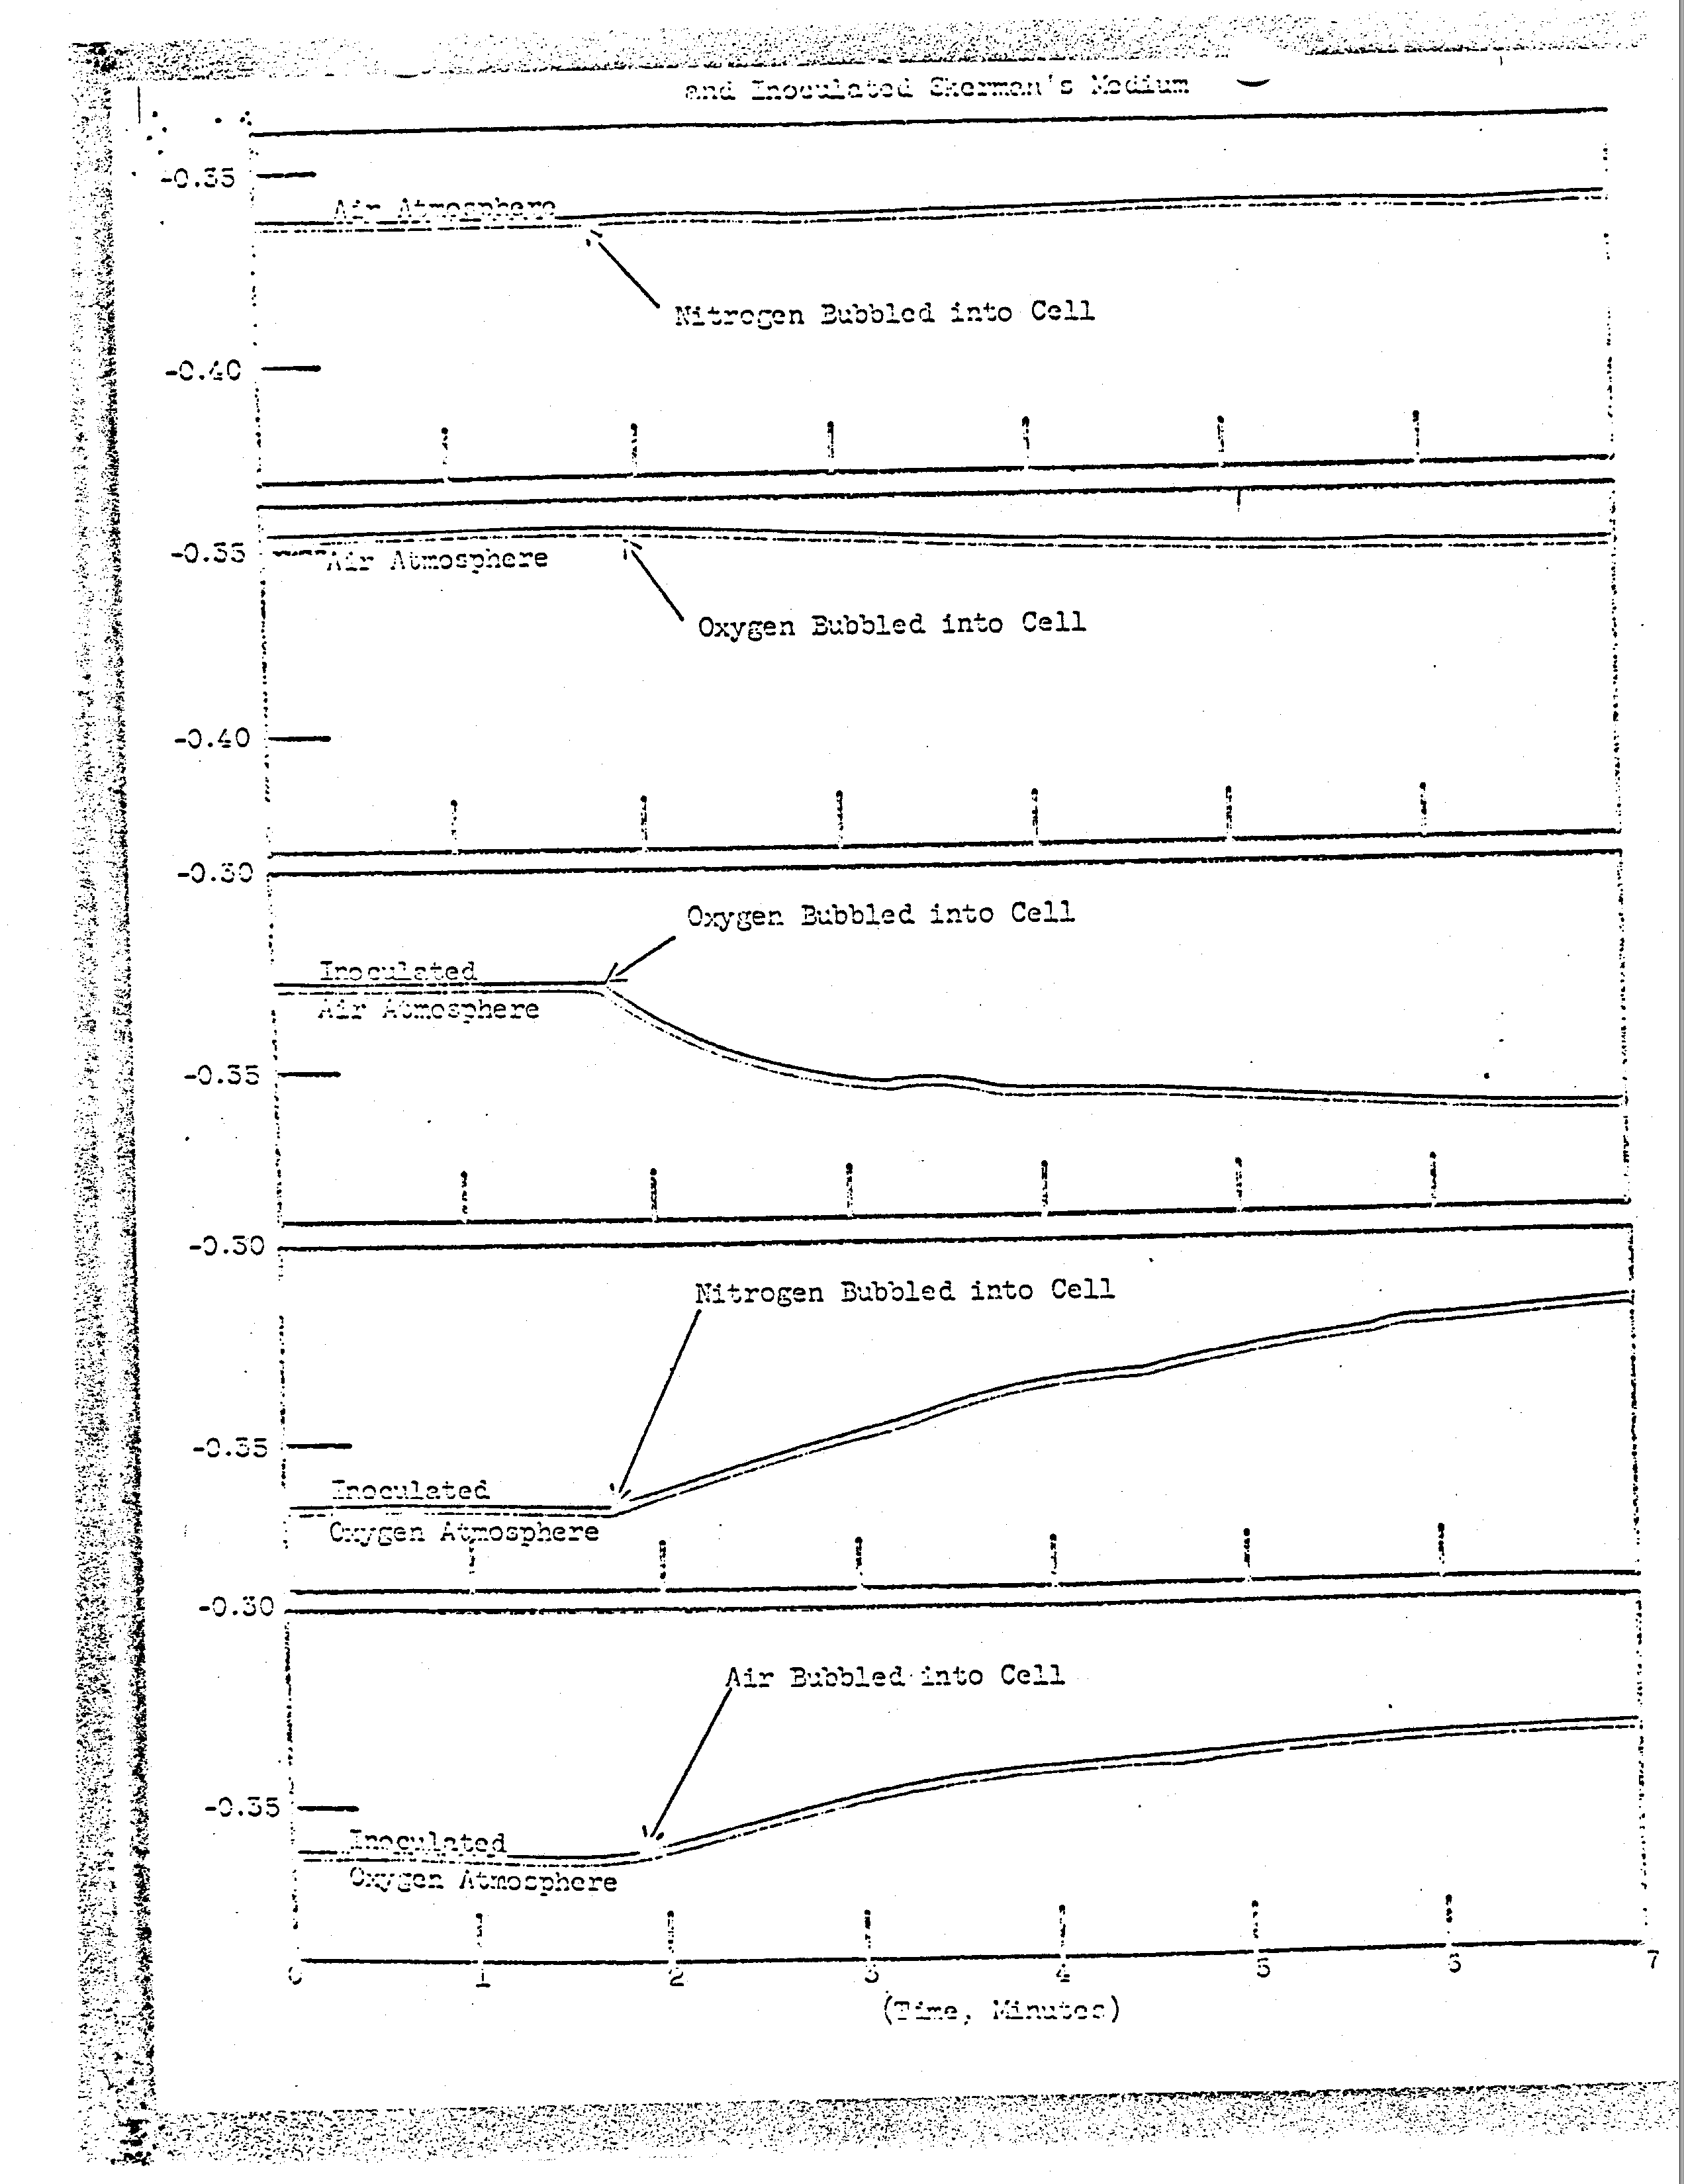 and Inoculated Skerman's Medium
-0.35
Air Atmosphere
Nitrogen Bubbled into Cell
-0.40
-0.35
Air Atmosphere
Oxygen Bubbled into Cell
-0.40
-0.30
Oxygen Bubbled into Cell
Inoculated
Air Atmosphere
-0.35
-0.30
Nitrogen Bubbled into Cell
-0.35
Inoculated
Oxygen Atmosphere
-0.30
Air Bubbled into Cell
-0.35
Inoculated
Oxygen Atmosphere
0 1 2 3 4 5 6 7
(Time, Minutes)